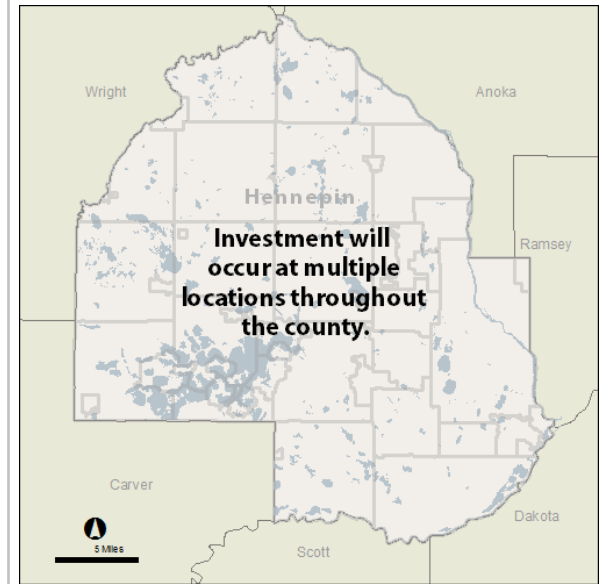 Wright
Anoka
Hennepin
Investment will
occur at multiple
locations throughout
the county.
Ramsey
Carver
Dakota
5 Miles
Scott